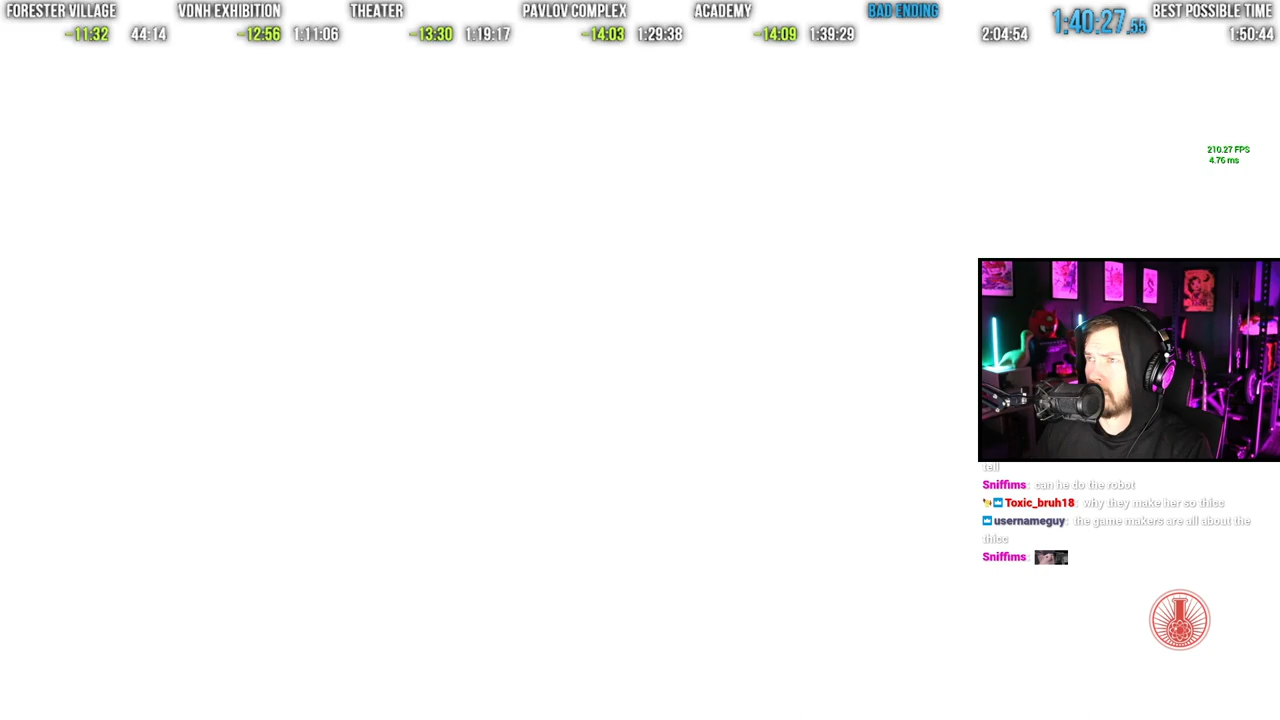 FORESTER VILLAGE VDNH EXHIBITION THEATER PAVLOV COMPLEX ACADEMY BAD ENDING 1:40:27.55 BEST POSSIBLE TIME
-11:32 44:14 -12:56 1:11:06 -13:30 1:19:17 -14:03 1:29:38 -14:09 1:39:29 2:04:54 1:50:44
210.27 FPS
4.76 ms
tell
Sniffims: can he do the robot
Toxic_bruh18: why they make her so thicc
usernameguy: the game makers are all about the
thicc
Sniffims: